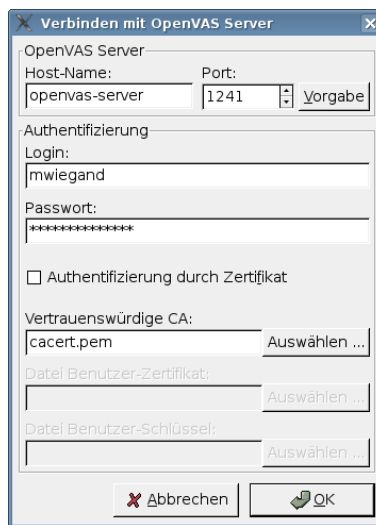 Verbinden mit OpenVAS Server
OpenVAS Server
Host-Name: Port:
openvas-server 1241 Vorgabe
Authentifizierung
Login:
mwiegand
Passwort:
**************
Authentifizierung durch Zertifikat
Vertrauenswürdige CA:
cacert.pem Auswählen ...
Datei Benutzer-Zertifikat:
Auswählen ...
Datei Benutzer-Schlüssel:
Auswählen ...
Abbrechen OK